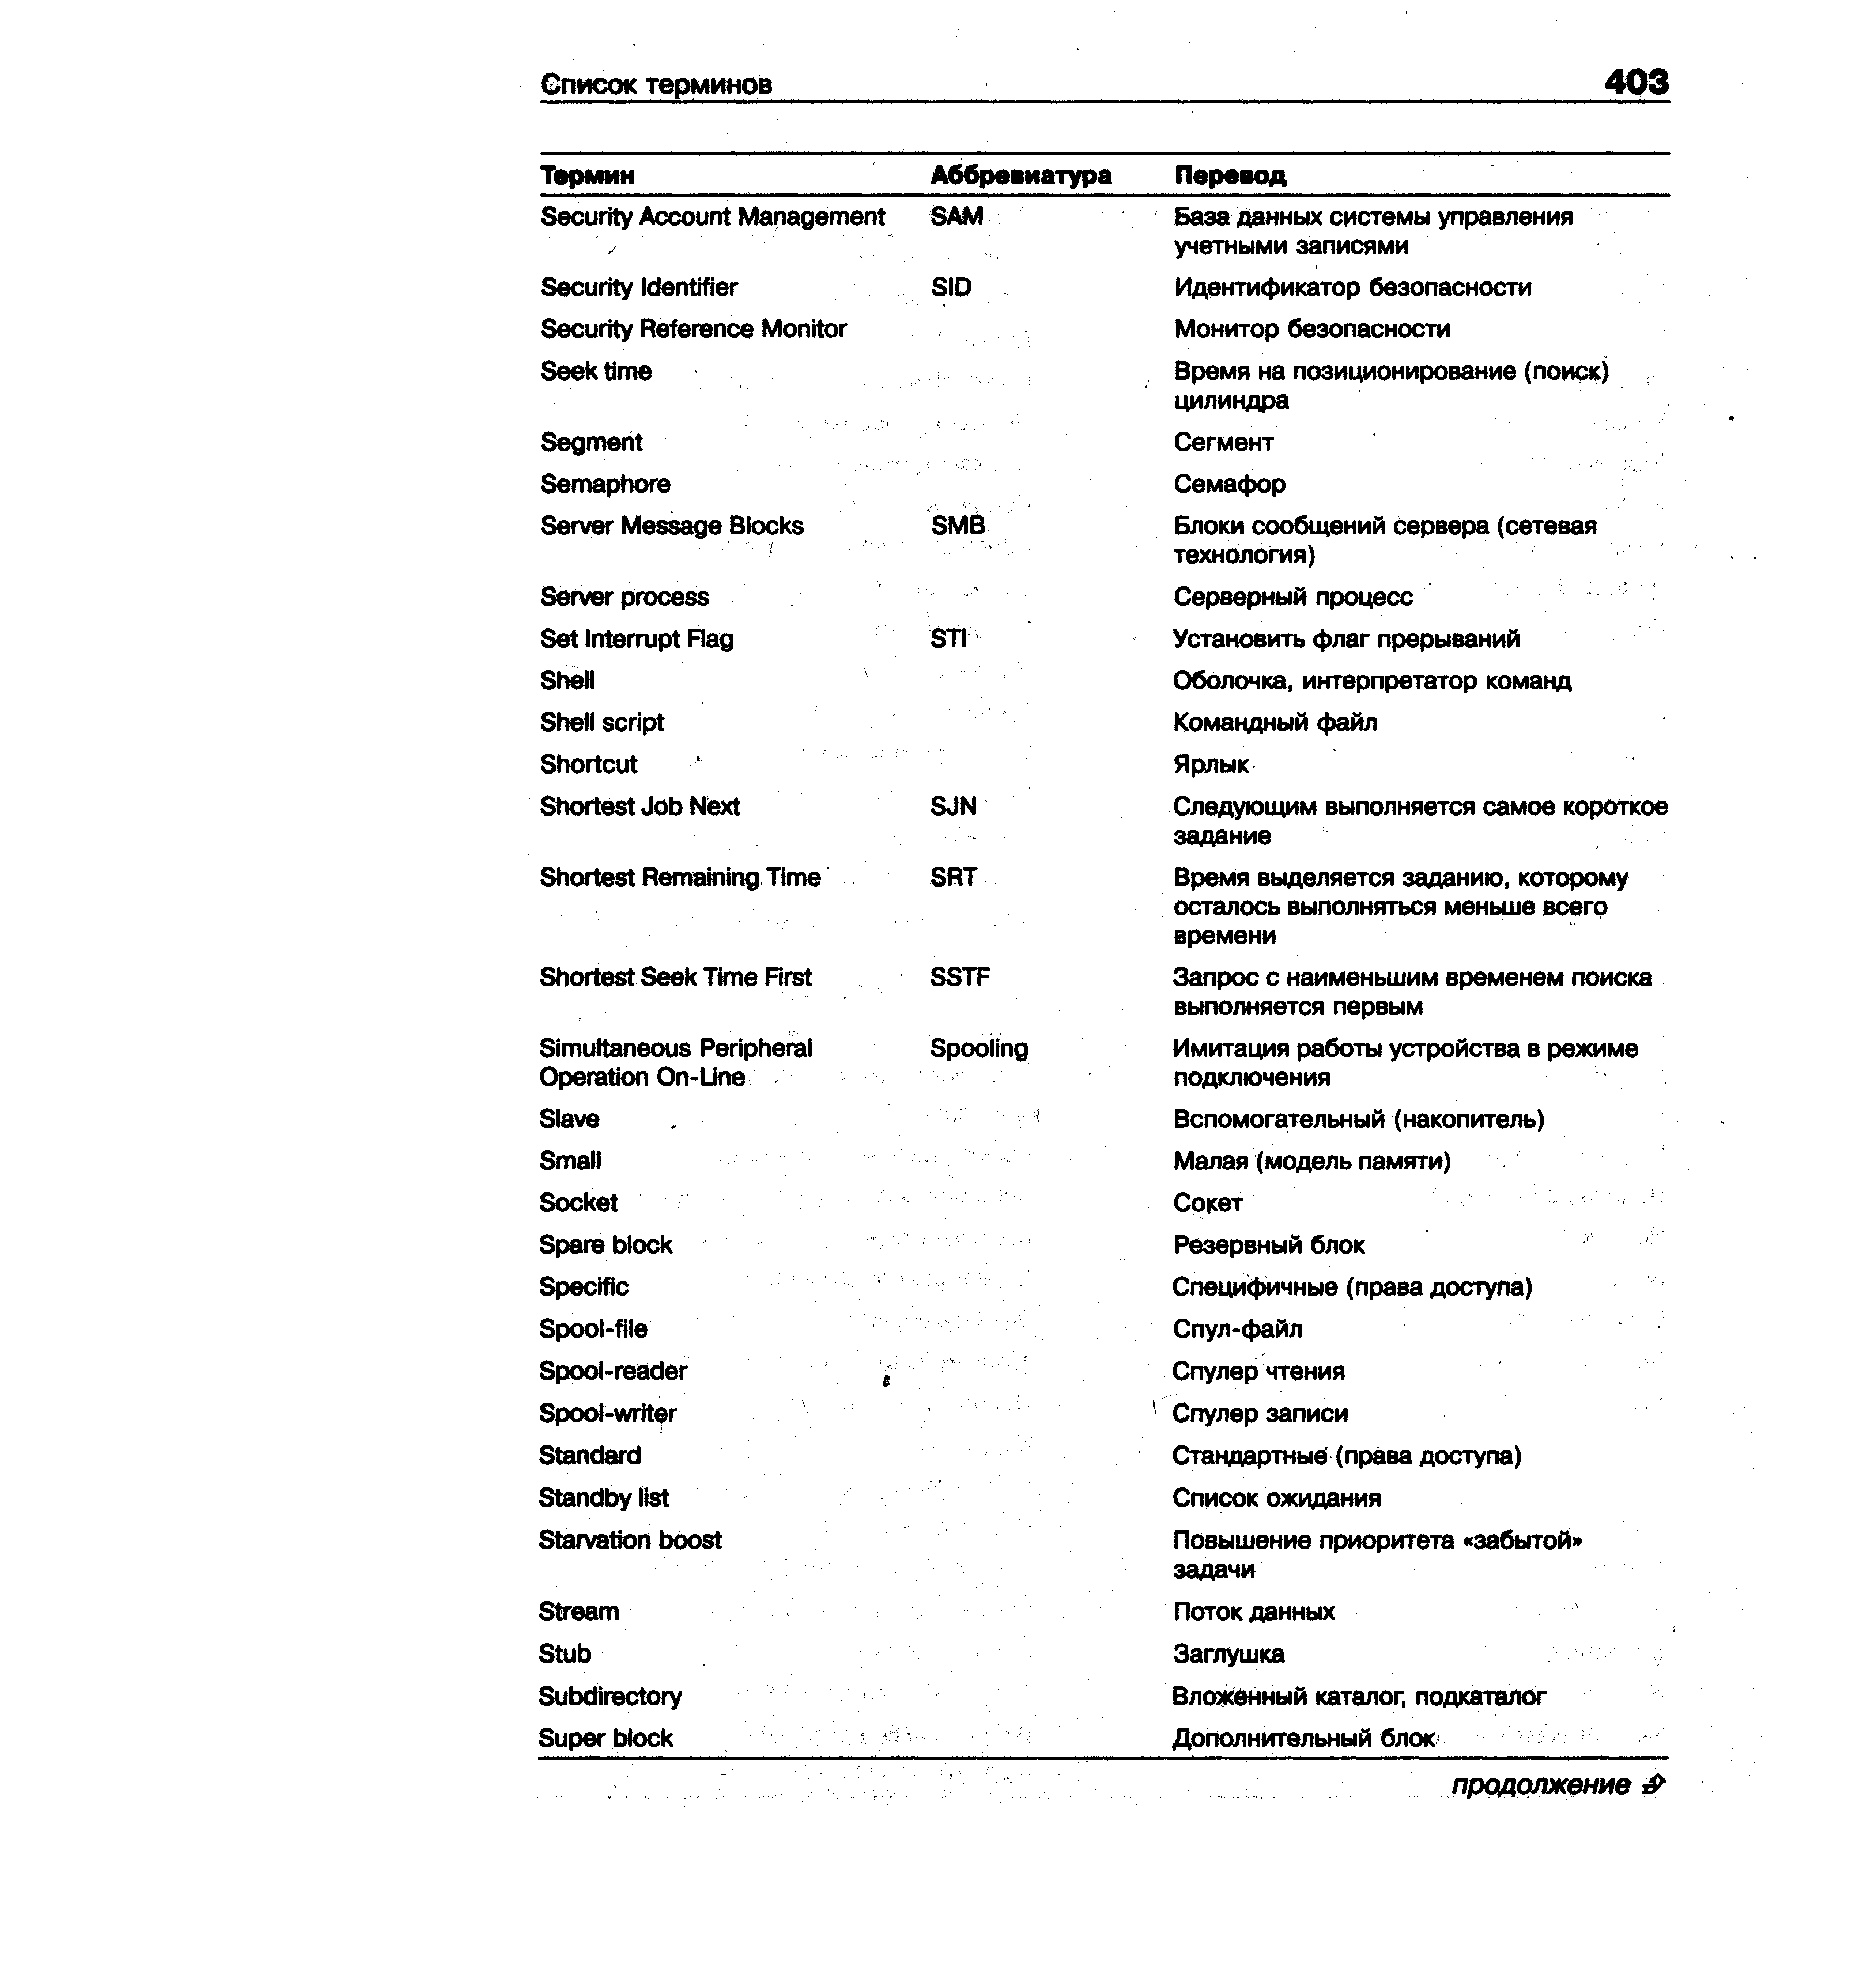 Список терминов 403
Термин Аббревиатура Перевод
Security Account Management SAM База данных системы управления
учетными записями
Security Identifier SID Идентификатор безопасности
Security Reference Monitor Монитор безопасности
Seek time Время на позиционирование (поиск)
цилиндра
Segment Сегмент
Semaphore Семафор
Server Message Blocks SMB Блоки сообщений сервера (сетевая
технология)
Server process Серверный процесс
Set Interrupt Flag STI Установить флаг прерываний
Shell Оболочка, интерпретатор команд
Shell script Командный файл
Shortcut Ярлык
Shortest Job Next SJN Следующим выполняется самое короткое
задание
Shortest Remaining Time SRT Время выделяется заданию, которому
осталось выполняться меньше всего
времени
Shortest Seek Time First SSTF Запрос с наименьшим временем поиска
выполняется первым
Simultaneous Peripheral Spooling Имитация работы устройства в режиме
Operation On-Line подключения
Slave Вспомогательный (накопитель)
Small Малая (модель памяти)
Socket Сокет
Spare block Резервный блок
Specific Специфичные (права доступа)
Spool-file Спул-файл
Spool-reader Спулер чтения
Spool-writer Спулер записи
Standard Стандартные (права доступа)
Standby list Список ожидания
Starvation boost Повышение приоритета «забытой»
задачи
Stream Поток данных
Stub Заглушка
Subdirectory Вложенный каталог, подкаталог
Super block Дополнительный блок
продолжение